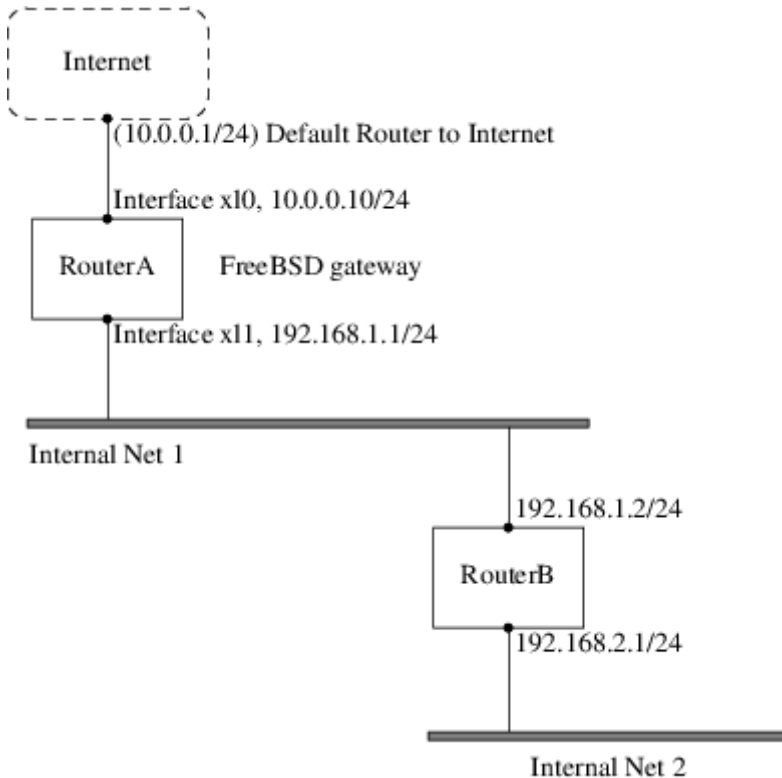 Internet
(10.0.0.1/24) Default Router to Internet
Interface xl0, 10.0.0.10/24
RouterA
FreeBSD gateway
Interface xl1, 192.168.1.1/24
Internal Net 1
192.168.1.2/24
RouterB
192.168.2.1/24
Internal Net 2